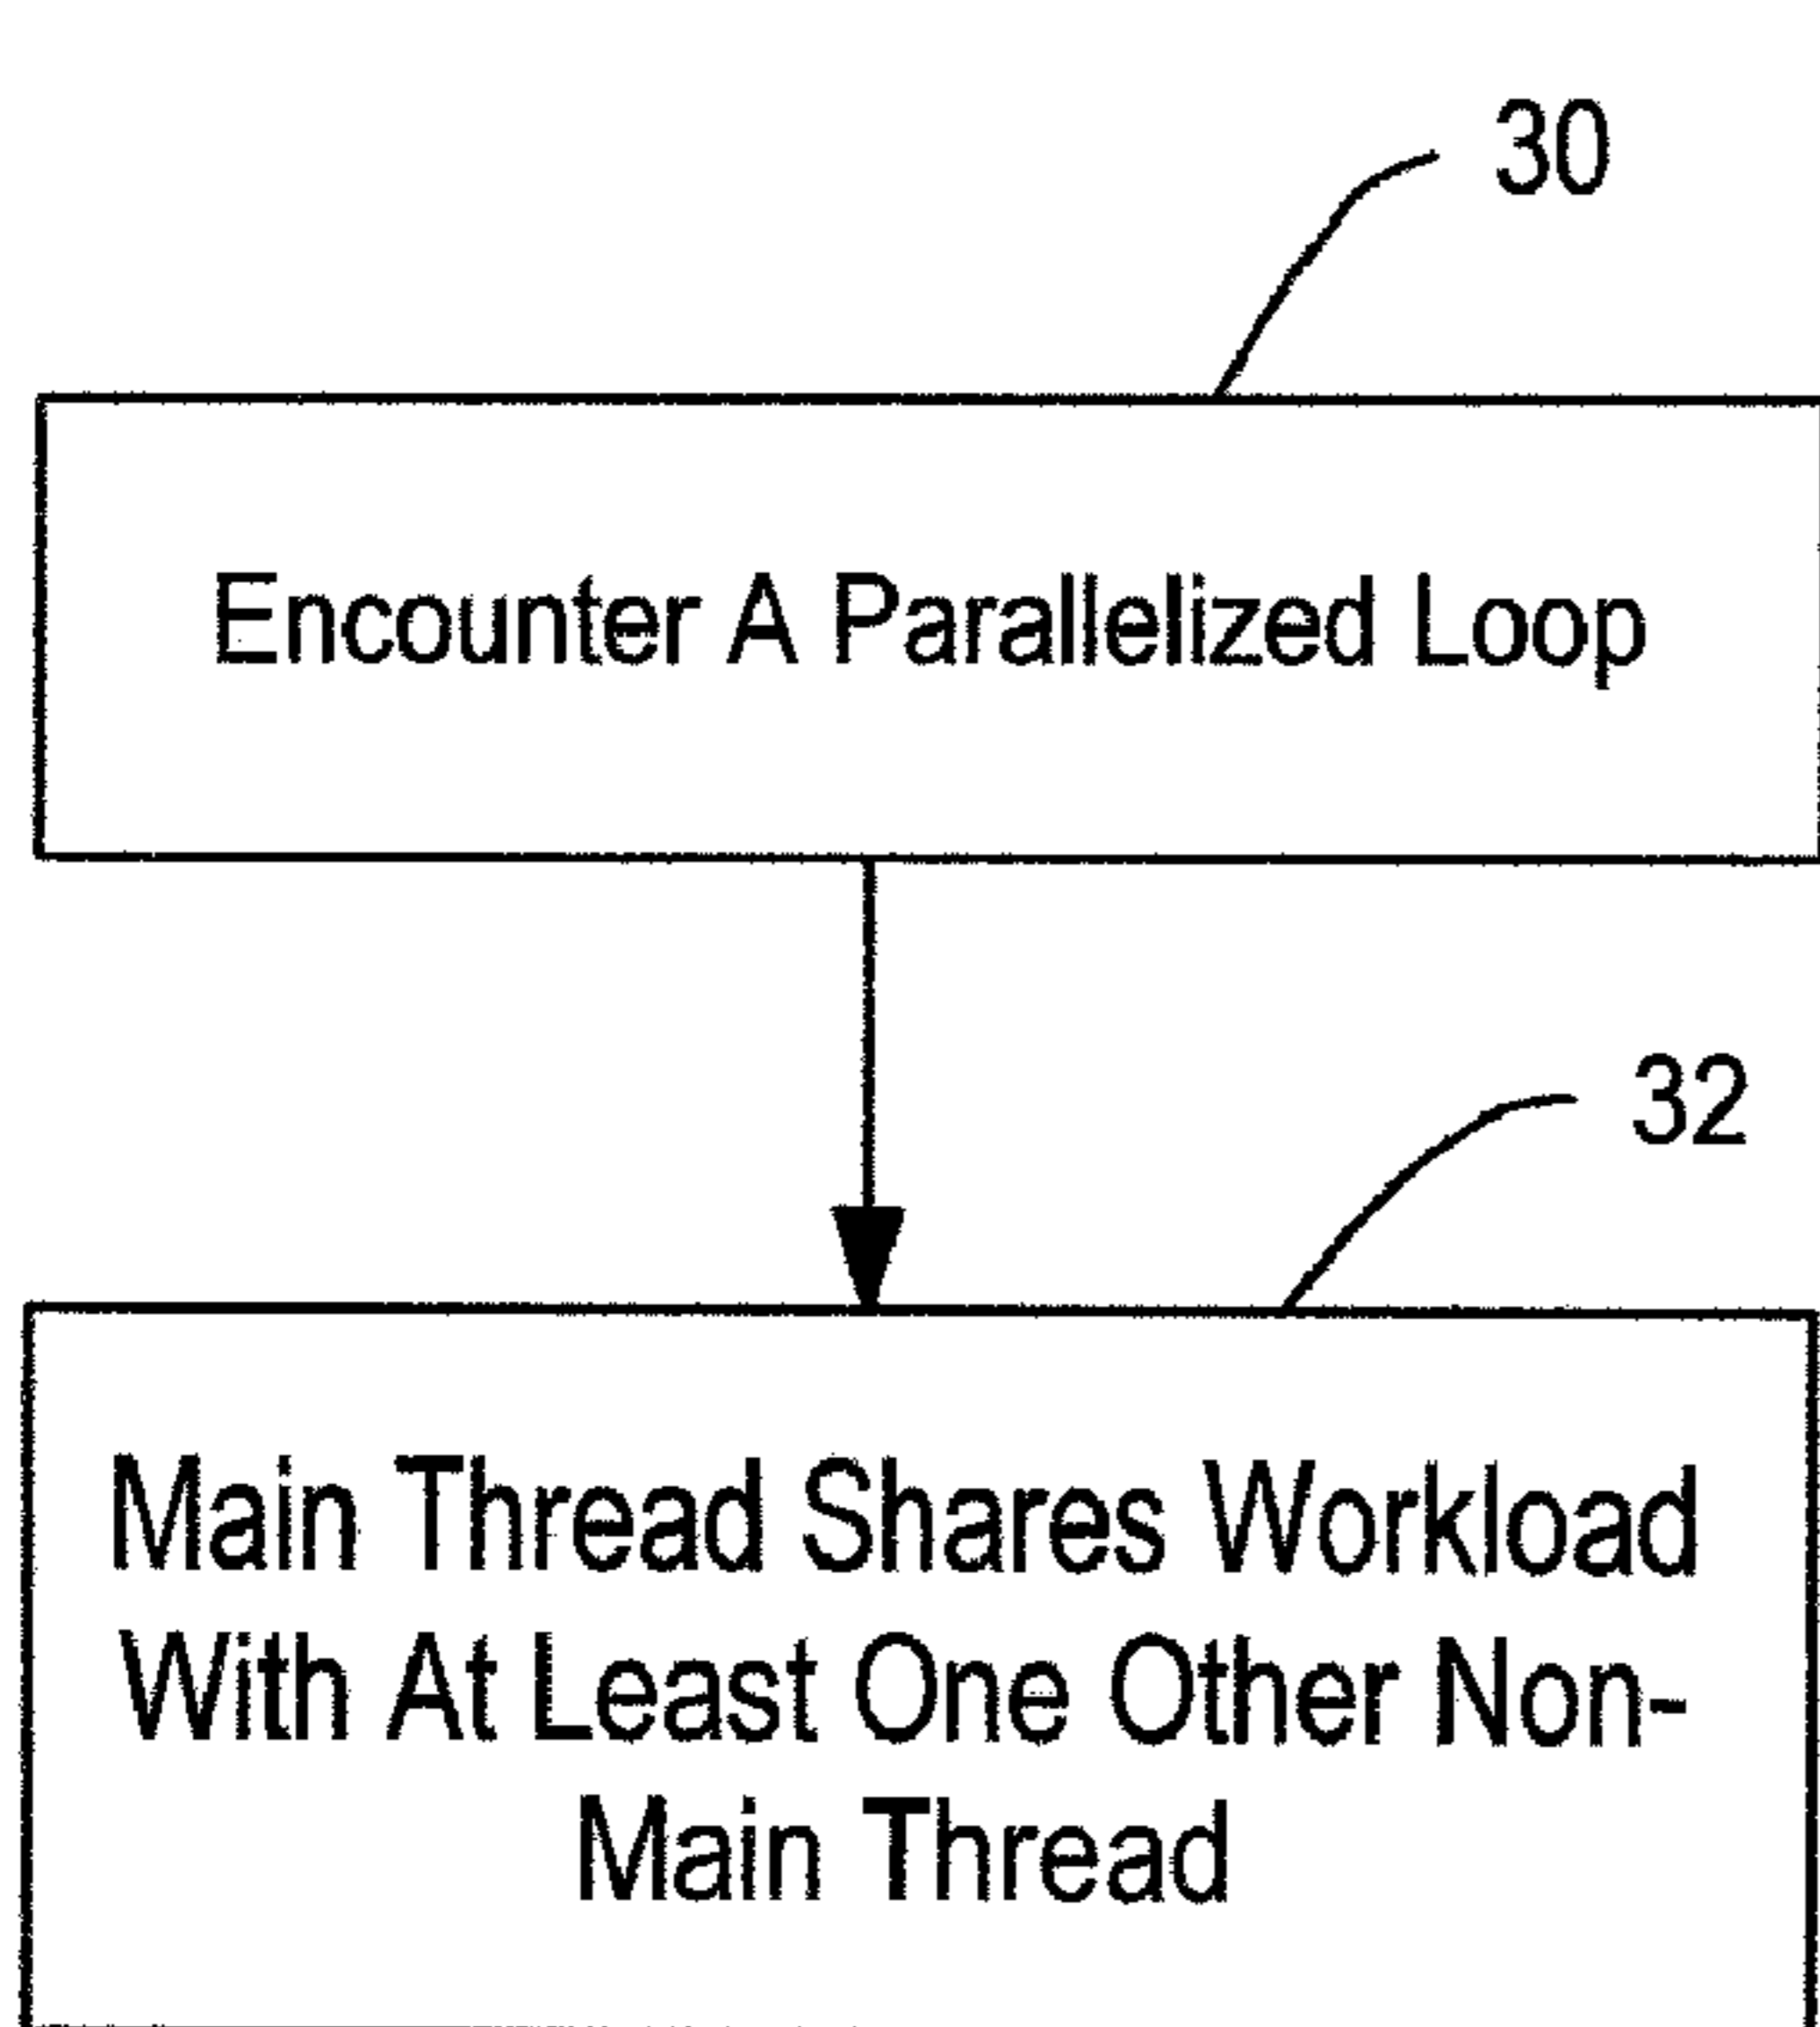 30
Encounter A Parallelized Loop
32
Main Thread Shares Workload
With At Least One Other Non-
Main Thread